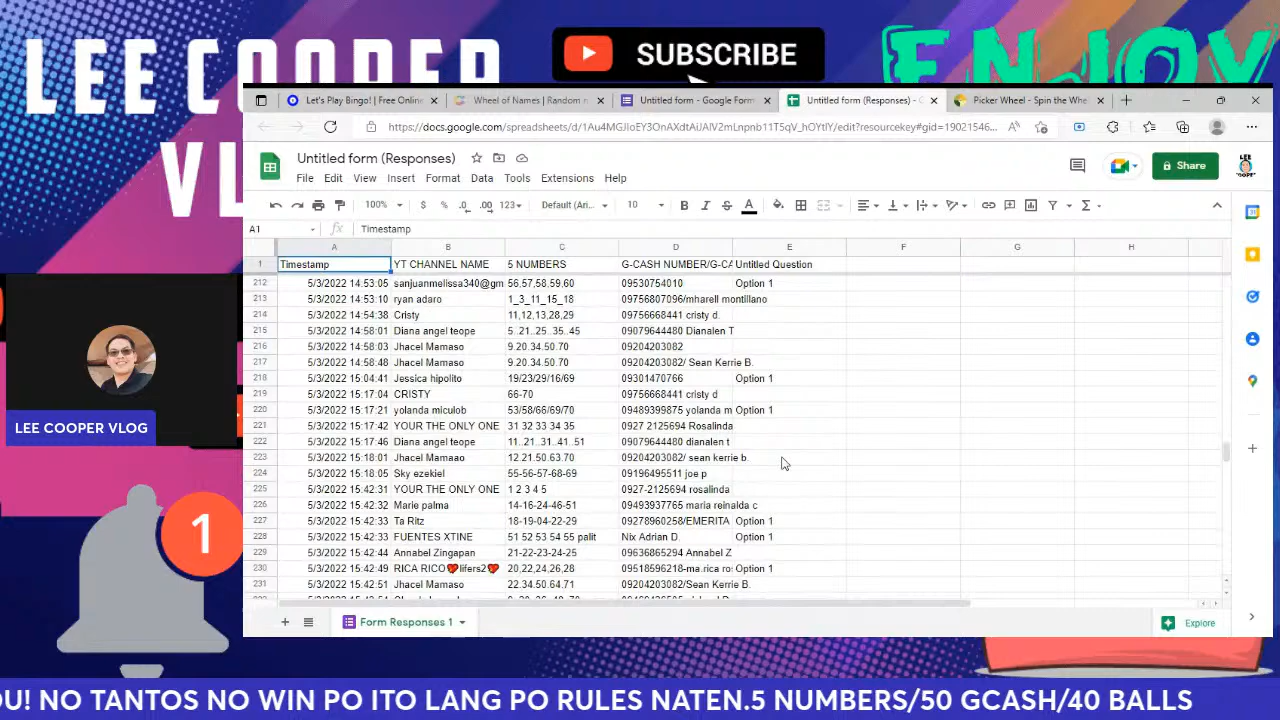 LEE COOPER
VL
SUBSCRIBE
ENJOY
Let's Play Bingo! | Free Online
Wheel of Names | Random n
Untitled form - Google Form
Untitled form (Responses) - G
Picker Wheel - Spin the Whe
Untitled form (Responses)
File Edit View Insert Format Data Tools Extensions Help
Share
100% $ % .0 .00 123 Default (Ari... 10 B I S A
A1 fx Timestamp
A B C D E F G H
1 Timestamp YT CHANNEL NAME 5 NUMBERS G-CASH NUMBER/G-CA Untitled Question
212 5/3/2022 14:53:05 sanjuanmelissa340@gm 56,57,58,59,60 09530754010 Option 1
213 5/3/2022 14:53:10 ryan adaro 1_3_11_15_18 09756807096/mharell montillano
214 5/3/2022 14:54:38 Cristy 11,12,13,28,29 09756668441 cristy d.
215 5/3/2022 14:58:01 Diana angel teope 5..21..25..35..45 09079644480 Dianalen T
216 5/3/2022 14:58:03 Jhacel Mamaso 9.20.34.50.70 09204203082
217 5/3/2022 14:58:48 Jhacel Mamaso 9.20.34.50.70 09204203082/ Sean Kerrie B.
218 5/3/2022 15:04:41 Jessica hipolito 19/23/29/16/69 09301470766 Option 1
219 5/3/2022 15:17:04 CRISTY 66-70 09756668441 cristy d
220 5/3/2022 15:17:21 yolanda miculob 53/58/66/69/70 09489399875 yolanda m Option 1
221 5/3/2022 15:17:42 YOUR THE ONLY ONE 31 32 33 34 35 0927 2125694 Rosalinda
222 5/3/2022 15:17:46 Diana angel teope 11..21..31..41..51 09079644480 dianalen t
223 5/3/2022 15:18:01 Jhacel Mamaao 12.21.50.63.70 09204203082/ sean kerrie b.
224 5/3/2022 15:18:05 Sky ezekiel 55-56-57-68-69 09196495511 joe p
225 5/3/2022 15:42:31 YOUR THE ONLY ONE 1 2 3 4 5 0927-2125694 rosalinda
226 5/3/2022 15:42:32 Marie palma 14-16-24-46-51 09493937765 maria reinalda c
227 5/3/2022 15:42:33 Ta Ritz 18-19-04-22-29 09278960258/EMERITA Option 1
228 5/3/2022 15:42:33 FUENTES XTINE 51 52 53 54 55 palit Nix Adrian D. Option 1
229 5/3/2022 15:42:44 Annabel Zingapan 21-22-23-24-25 09636865294 Annabel Z
230 5/3/2022 15:42:49 RICA RICO💖lifers2💖 20,22,24,26,28 09518596218-ma.rica ro Option 1
231 5/3/2022 15:42:51 Jhacel Mamaso 22.34.50.64.71 09204203082/Sean Kerrie B.
Form Responses 1
Explore
LEE COOPER VLOG
1
OU! NO TANTOS NO WIN PO ITO LANG PO RULES NATEN.5 NUMBERS/50 GCASH/40 BALLS